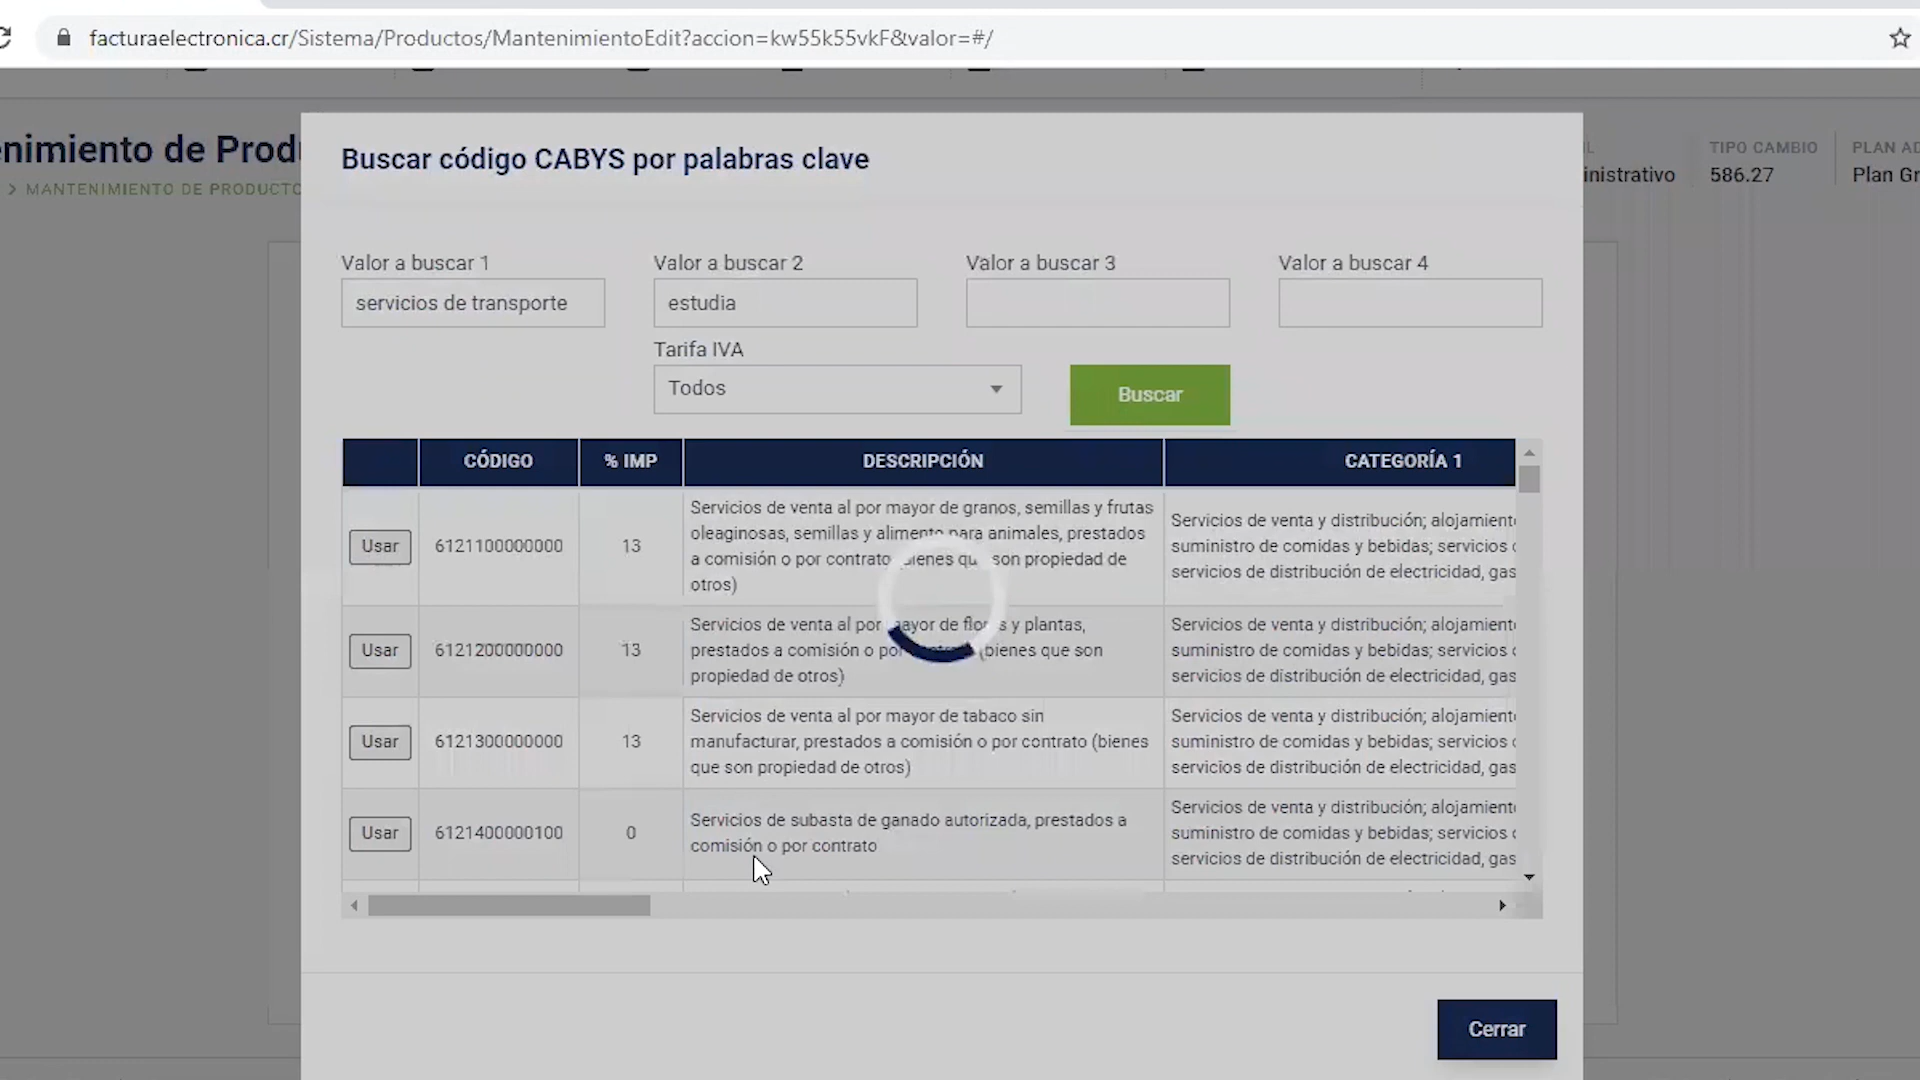 facturaelectronica.cr/Sistema/Productos/MantenimientoEdit?accion=kw55k55vkF&valor=#/
Buscar código CABYS por palabras clave
TIPO CAMBIO
586.27
> MANTENIMIENTO DE PRODUCTO
Valor a buscar 1
Valor a buscar 2
Valor a buscar 3
Valor a buscar 4
servicios de transporte
estudia
Tarifa IVA
Todos
Buscar
CÓDIGO
% IMP
DESCRIPCIÓN
CATEGORÍA 1
Usar
6121100000000
13
Servicios de venta al por mayor de granos, semillas y frutas
oleaginosas, semillas y alimento para animales, prestados
a comisión o por contrato (bienes que son propiedad de
otros)
Servicios de venta y distribución; alojamient
suministro de comidas y bebidas; servicios
servicios de distribución de electricidad, gas
Usar
6121200000000
13
Servicios de venta al por mayor de flores y plantas,
prestados a comisión o por contrato (bienes que son
propiedad de otros)
Servicios de venta y distribución; alojamient
suministro de comidas y bebidas; servicios
servicios de distribución de electricidad, gas
Usar
6121300000000
13
Servicios de venta al por mayor de tabaco sin
manufacturar, prestados a comisión o por contrato (bienes
que son propiedad de otros)
Servicios de venta y distribución; alojamient
suministro de comidas y bebidas; servicios
servicios de distribución de electricidad, gas
Usar
6121400000100
0
Servicios de subasta de ganado autorizada, prestados a
comisión o por contrato
Servicios de venta y distribución; alojamient
suministro de comidas y bebidas; servicios
servicios de distribución de electricidad, gas
Cerrar